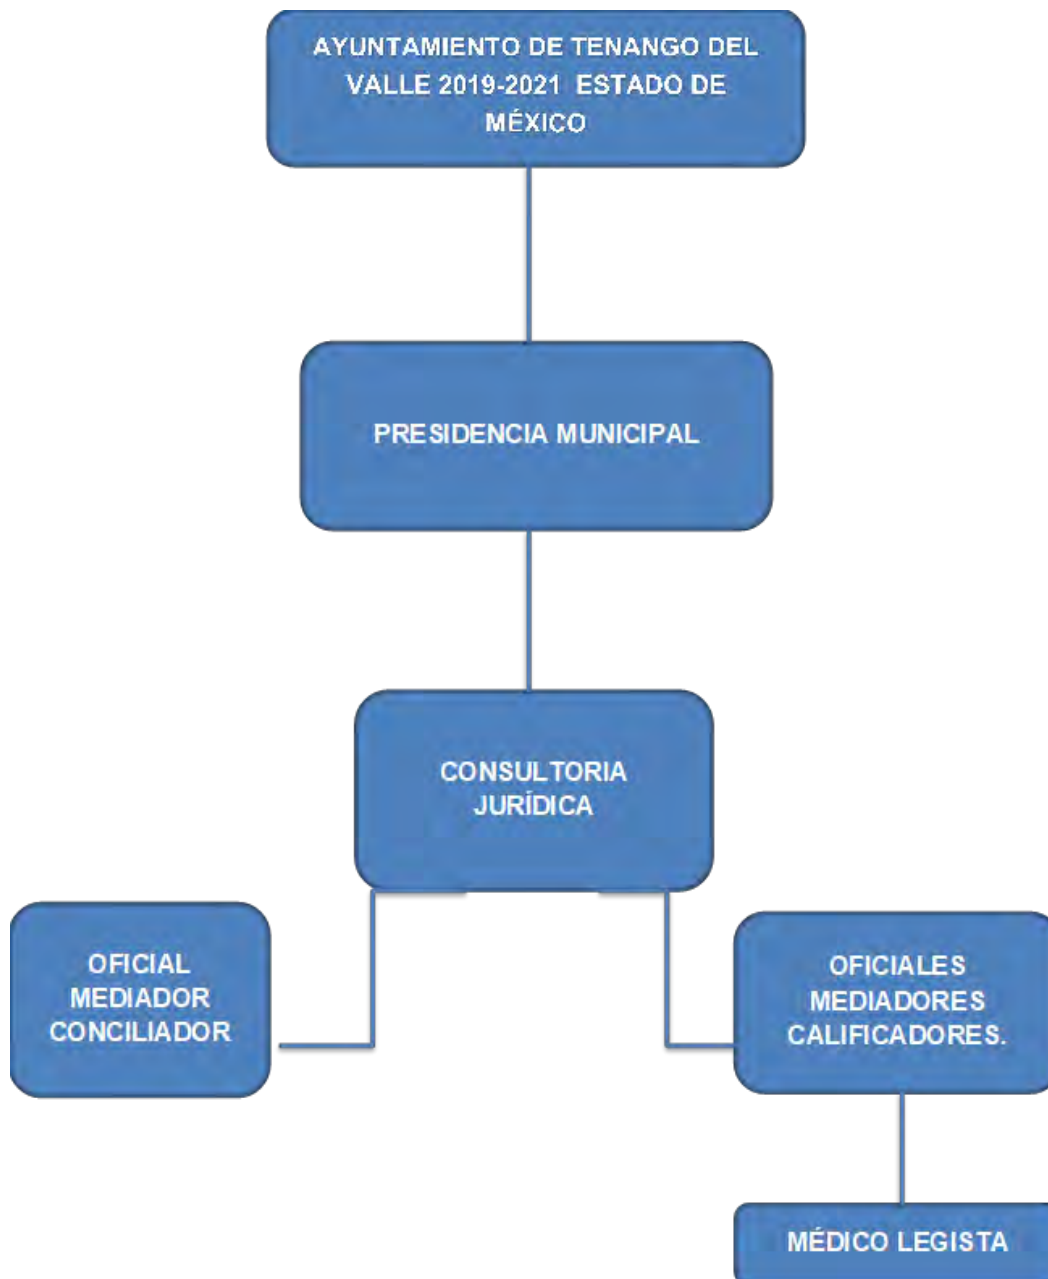 AYUNTAMIENTO DE TENANGO DEL
VALLE 2019-2021 ESTADO DE
MÉXICO
PRESIDENCIA MUNICIPAL
CONSULTORIA
JURÍDICA
OFICIAL
MEDIADOR
CONCILIADOR
OFICIALES
MEDIADORES
CALIFICADORES.
MÉDICO LEGISTA